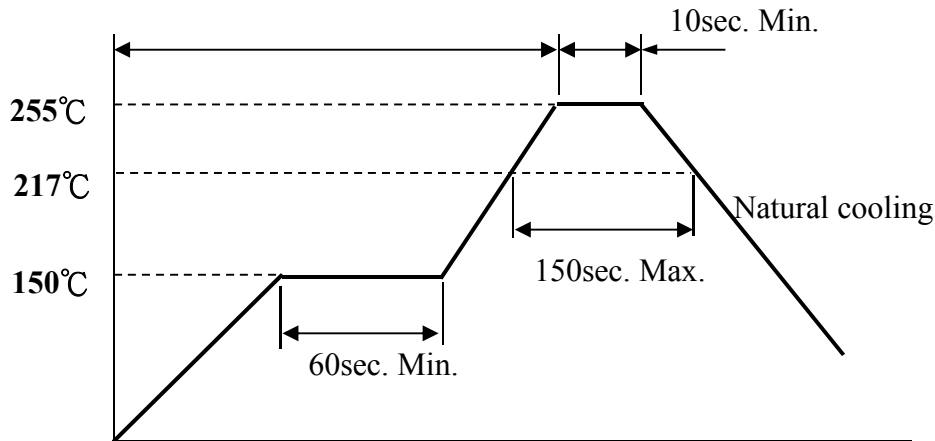 10sec. Min.
255℃
217℃
Natural cooling
150℃
150sec. Max.
60sec. Min.